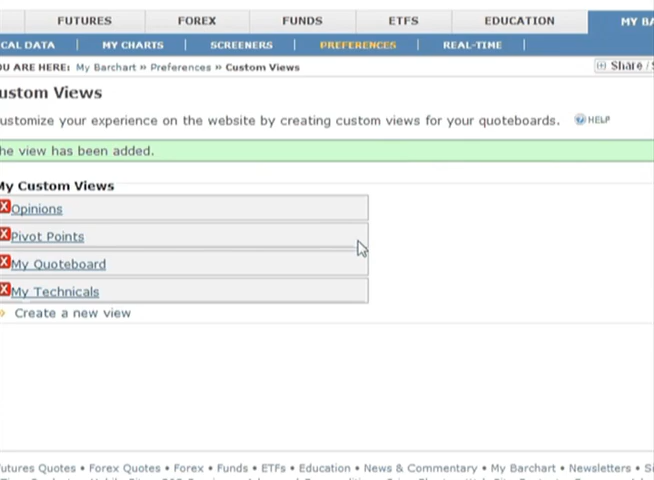 FUTURES FOREX FUNDS ETFS EDUCATION MY BA
CAL DATA | MY CHARTS | SCREENERS | PREFERENCES | REAL-TIME |
OU ARE HERE: My Barchart » Preferences » Custom Views
Share / S
ustom Views
ustomize your experience on the website by creating custom views for your quoteboards. HELP
he view has been added.
My Custom Views
X Opinions
X Pivot Points
X My Quoteboard
X My Technicals
» Create a new view
utures Quotes • Forex Quotes • Forex • Funds • ETFs • Education • News & Commentary • My Barchart • Newsletters • Si